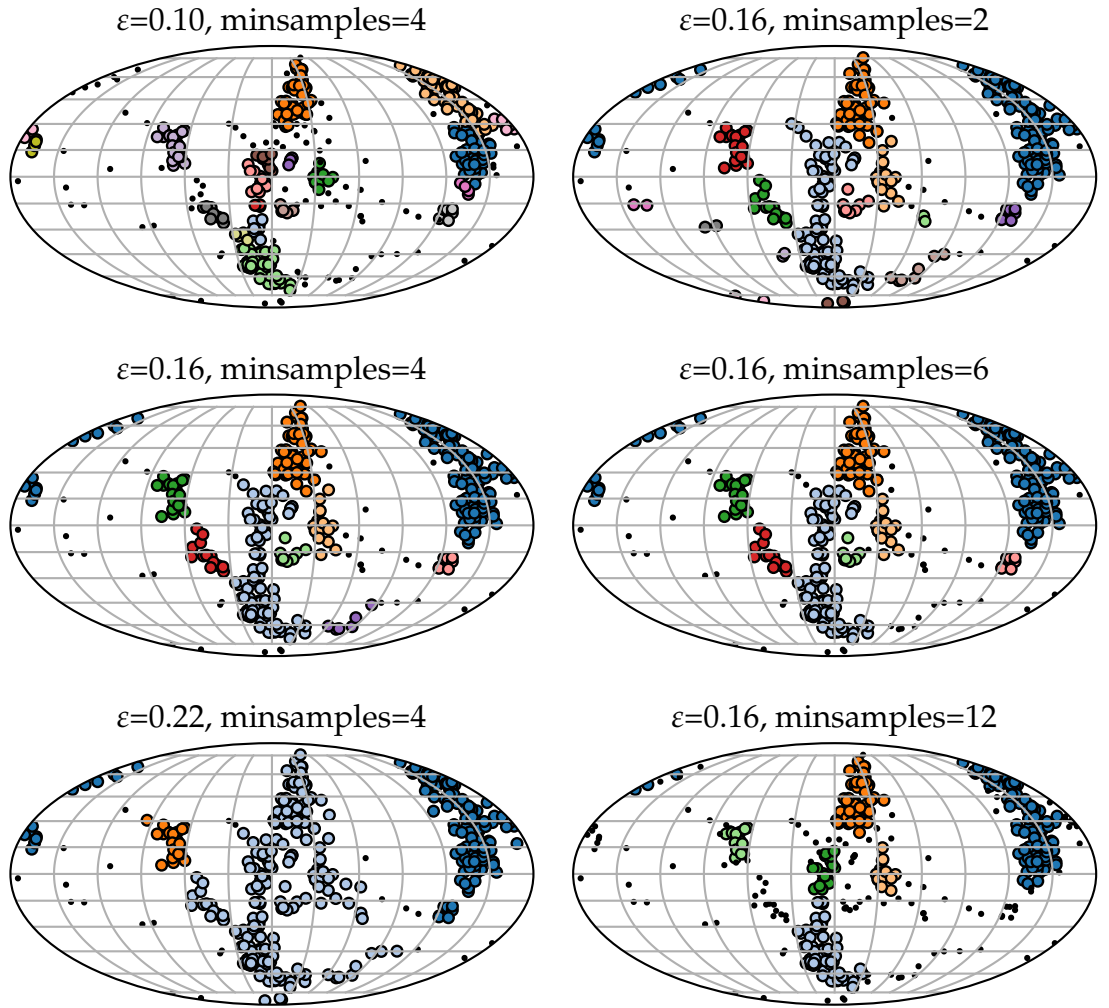 ε=0.10, minsamples=4
ε=0.16, minsamples=2
ε=0.16, minsamples=4
ε=0.16, minsamples=6
ε=0.22, minsamples=4
ε=0.16, minsamples=12